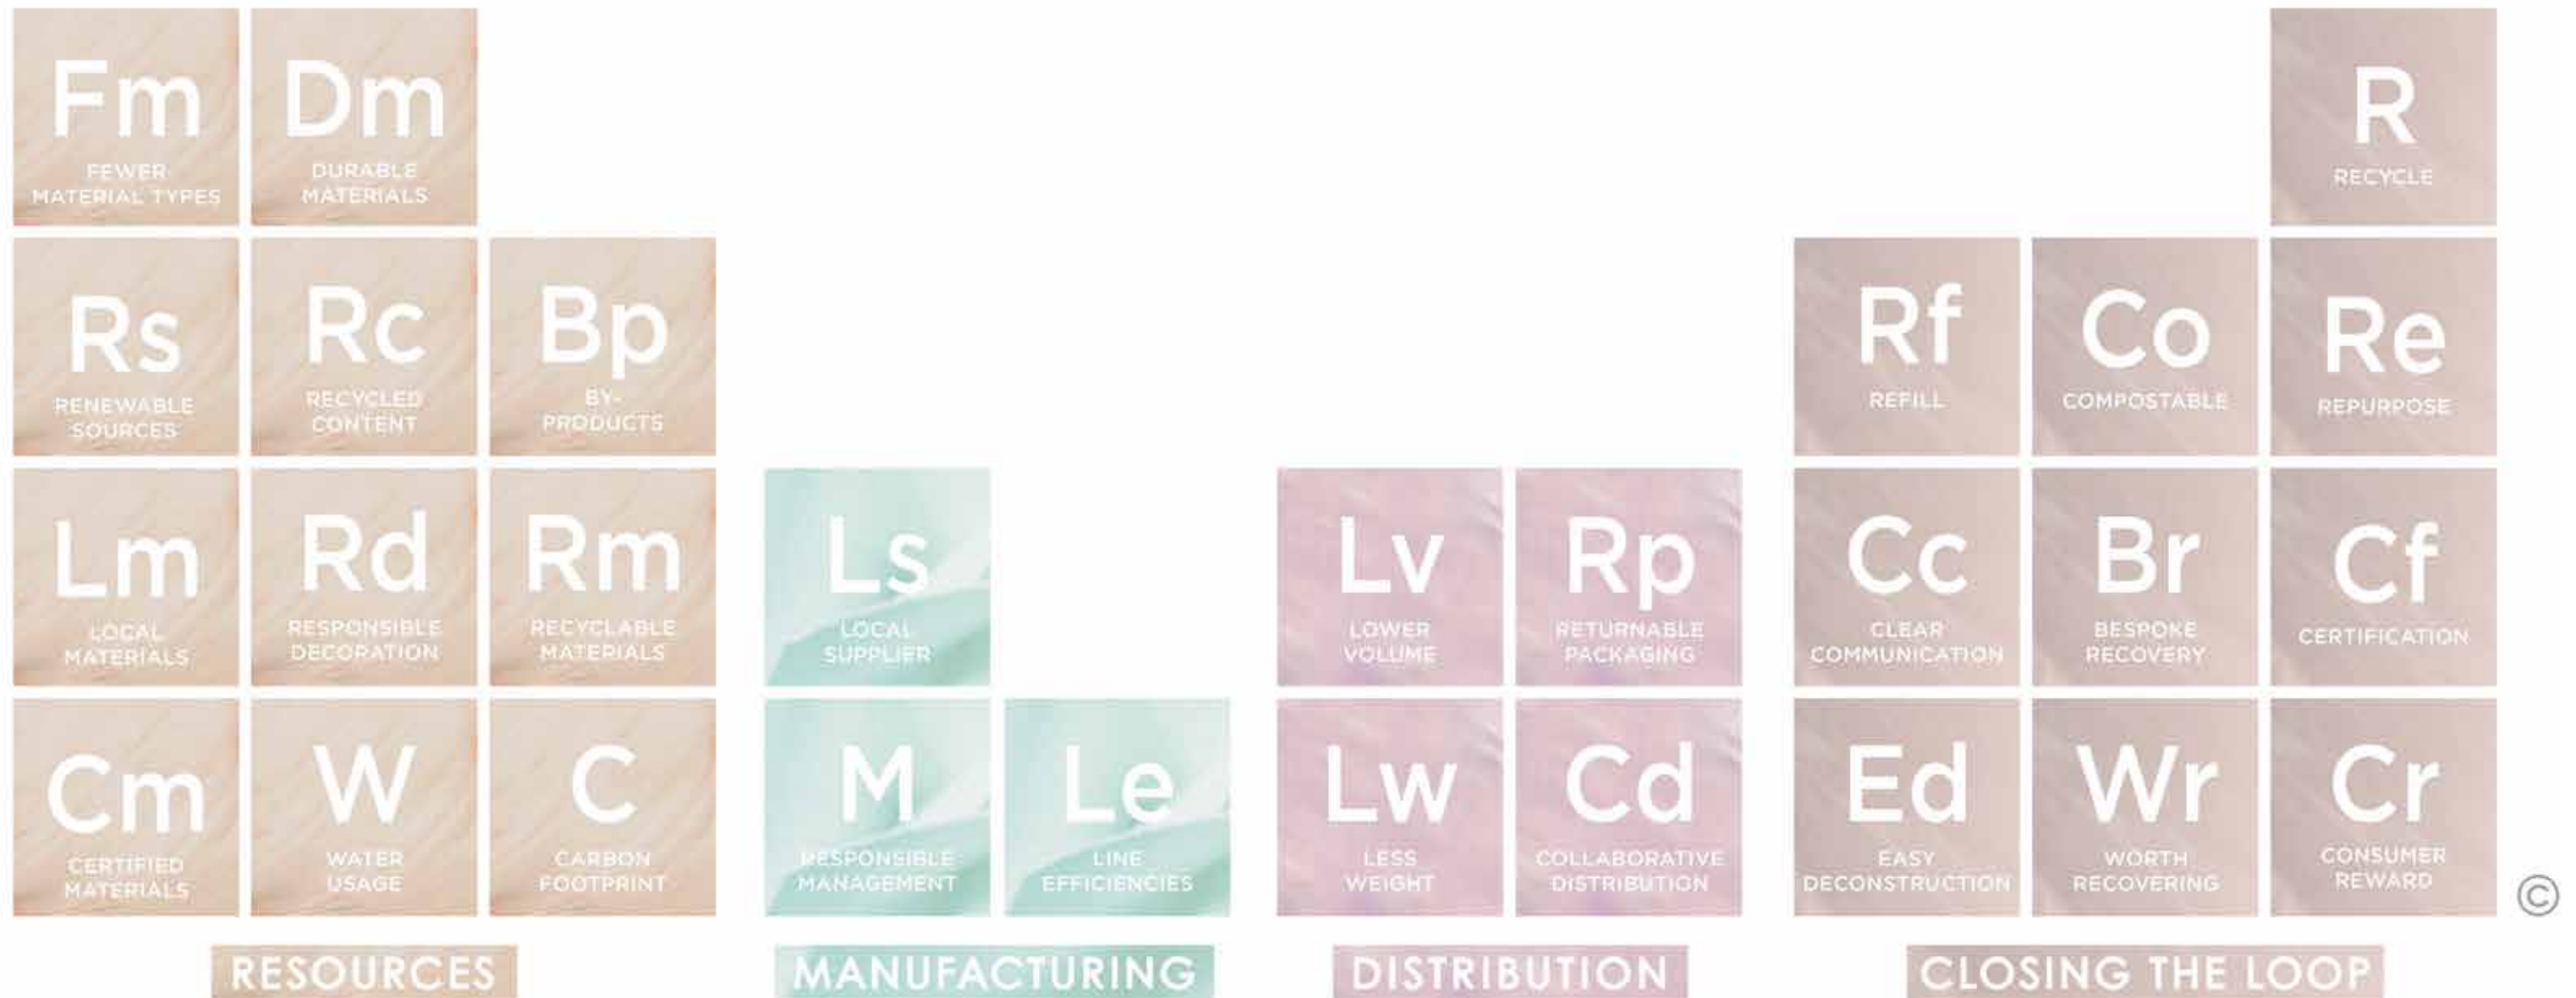 Fm
FEWER
MATERIAL TYPES
Dm
DURABLE
MATERIALS
R
RECYCLE
Rs
RENEWABLE
SOURCES
Rc
RECYCLED
CONTENT
Bp
BY-
PRODUCTS
Rf
REFILL
Co
COMPOSTABLE
Re
REPURPOSE
Lm
LOCAL
MATERIALS
Rd
RESPONSIBLE
DECORATION
Rm
RECYCLABLE
MATERIALS
Ls
LOCAL
SUPPLIER
Lv
LOWER
VOLUME
Rp
RETURNABLE
PACKAGING
Cc
CLEAR
COMMUNICATION
Br
BESPOKE
RECOVERY
Cf
CERTIFICATION
Cm
CERTIFIED
MATERIALS
W
WATER
USAGE
C
CARBON
FOOTPRINT
M
RESPONSIBLE
MANAGEMENT
Le
LINE
EFFICIENCIES
Lw
LESS
WEIGHT
Cd
COLLABORATIVE
DISTRIBUTION
Ed
EASY
DECONSTRUCTION
Wr
WORTH
RECOVERING
Cr
CONSUMER
REWARD
©
RESOURCES
MANUFACTURING
DISTRIBUTION
CLOSING THE LOOP